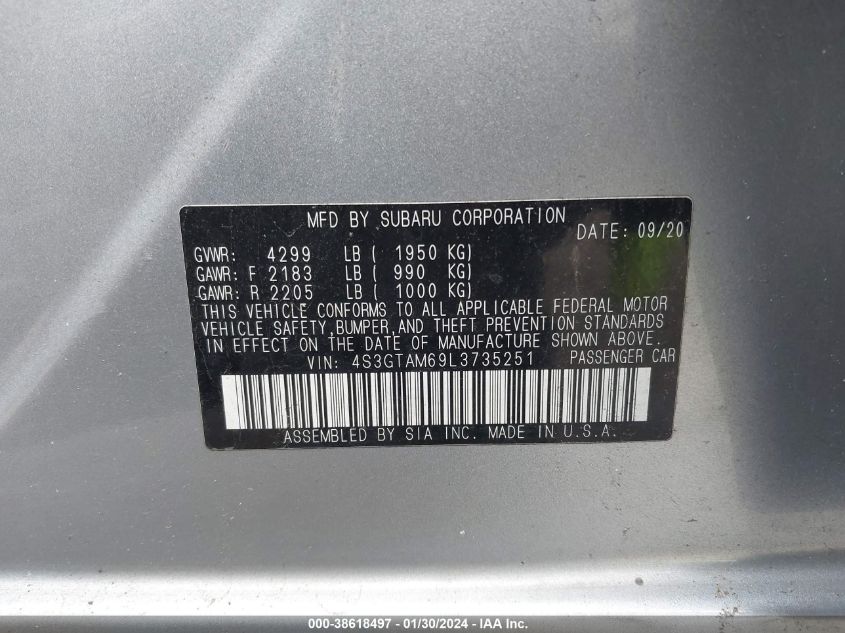 MFD BY SUBARU CORPORATION
DATE: 09/20
GVWR: 4299 LB ( 1950 KG)
GAWR: F 2183 LB ( 990 KG)
GAWR: R 2205 LB ( 1000 KG)
THIS VEHICLE CONFORMS TO ALL APPLICABLE FEDERAL MOTOR
VEHICLE SAFETY, BUMPER, AND THEFT PREVENTION STANDARDS
IN EFFECT ON THE DATE OF MANUFACTURE SHOWN ABOVE.
VIN: 4S3GTAM69L3735251 PASSENGER CAR
ASSEMBLED BY SIA INC. MADE IN U.S.A.
000-38618497 - 01/30/2024 - IAA Inc.